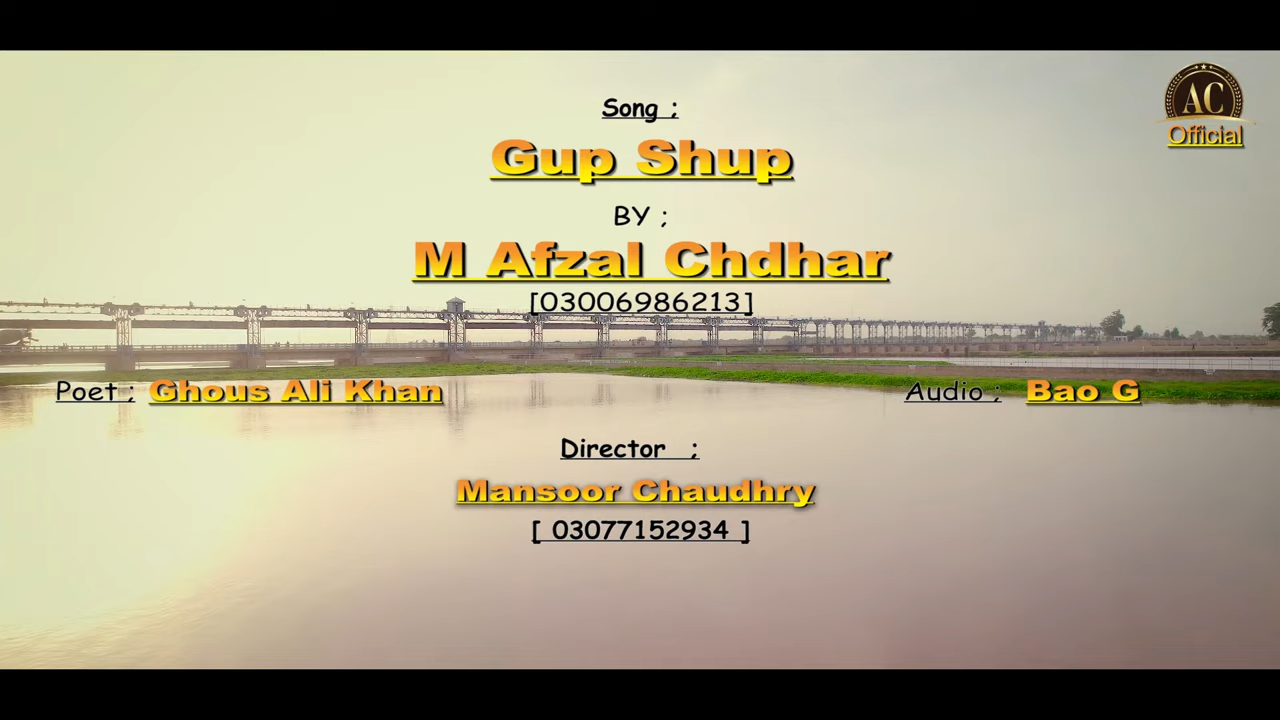 Song ;
AC
Official
Gup Shup
BY ;
M Afzal Chdhar
[03006986213]
Poet ; Ghous Ali Khan
Audio ; Bao G
Director ;
Mansoor Chaudhry
[ 03077152934 ]